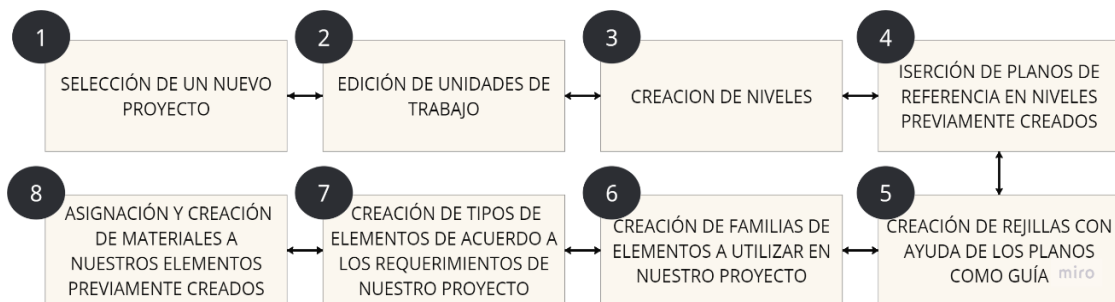 1
SELECCIÓN DE UN NUEVO
PROYECTO
2
EDICIÓN DE UNIDADES DE
TRABAJO
3
CREACION DE NIVELES
4
ISERCIÓN DE PLANOS DE
REFERENCIA EN NIVELES
PREVIAMENTE CREADOS
5
CREACIÓN DE REJILLAS CON
AYUDA DE LOS PLANOS
COMO GUÍA
6
CREACIÓN DE FAMILIAS DE
ELEMENTOS A UTILIZAR EN
NUESTRO PROYECTO
7
CREACIÓN DE TIPOS DE
ELEMENTOS DE ACUERDO A
LOS REQUERIMIENTOS DE
NUESTRO PROYECTO
8
ASIGNACIÓN Y CREACIÓN
DE MATERIALES A
NUESTROS ELEMENTOS
PREVIAMENTE CREADOS
miro